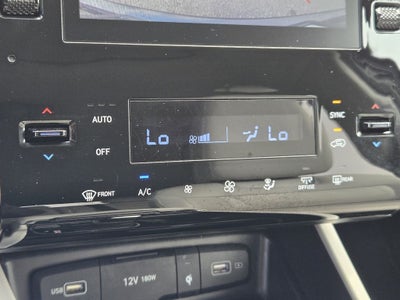 SYNC
AUTO
Lo Lo
OFF
FRONT A/C DIFFUSE REAR
USB 12V 180W